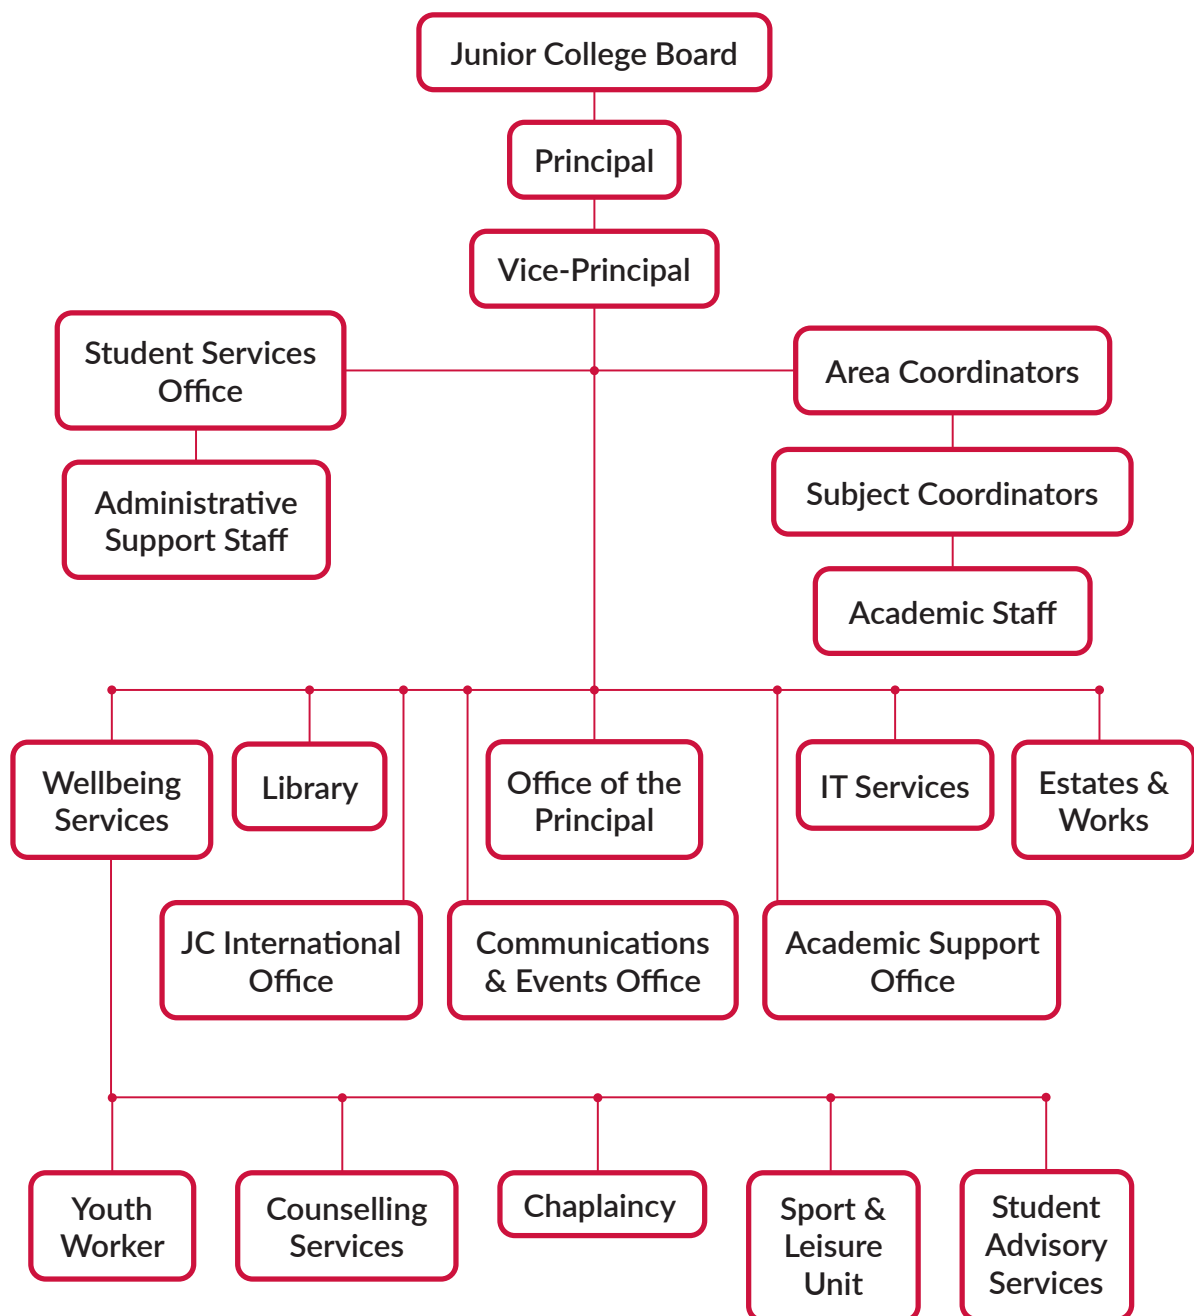 Junior College Board
Principal
Vice-Principal
Student Services
Office
Area Coordinators
Administrative
Support Staff
Subject Coordinators
Academic Staff
Wellbeing
Services
Library
Office of the
Principal
IT Services
Estates &
Works
JC International
Office
Communications
& Events Office
Academic Support
Office
Youth
Worker
Counselling
Services
Chaplaincy
Sport &
Leisure
Unit
Student
Advisory
Services